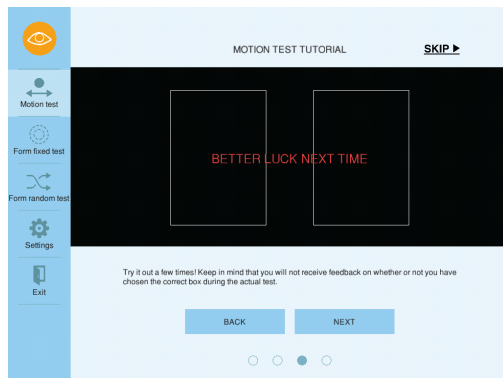 MOTION TEST TUTORIAL
SKIP
Motion test
Form fixed test
Form random test
Settings
Exit
BETTER LUCK NEXT TIME
Try it out a few times! Keep in mind that you will not receive feedback on whether or not you have
chosen the correct box during the actual test.
BACK
NEXT